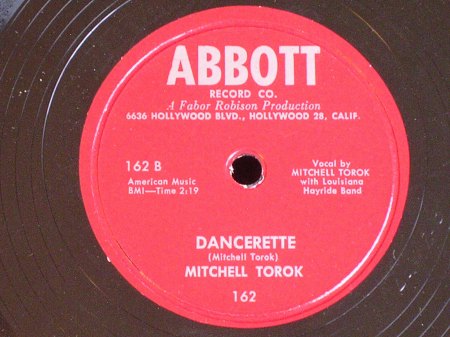 ABBOTT
RECORD CO.
A Fabor Robison Production
6636 HOLLYWOOD BLVD., HOLLYWOOD 28, CALIF.
162 B
American Music
BMI—Time 2:19
Vocal by
MITCHELL TOROK
with Louisiana
Hayride Band
DANCERETTE
(Mitchell Torok)
MITCHELL TOROK
162